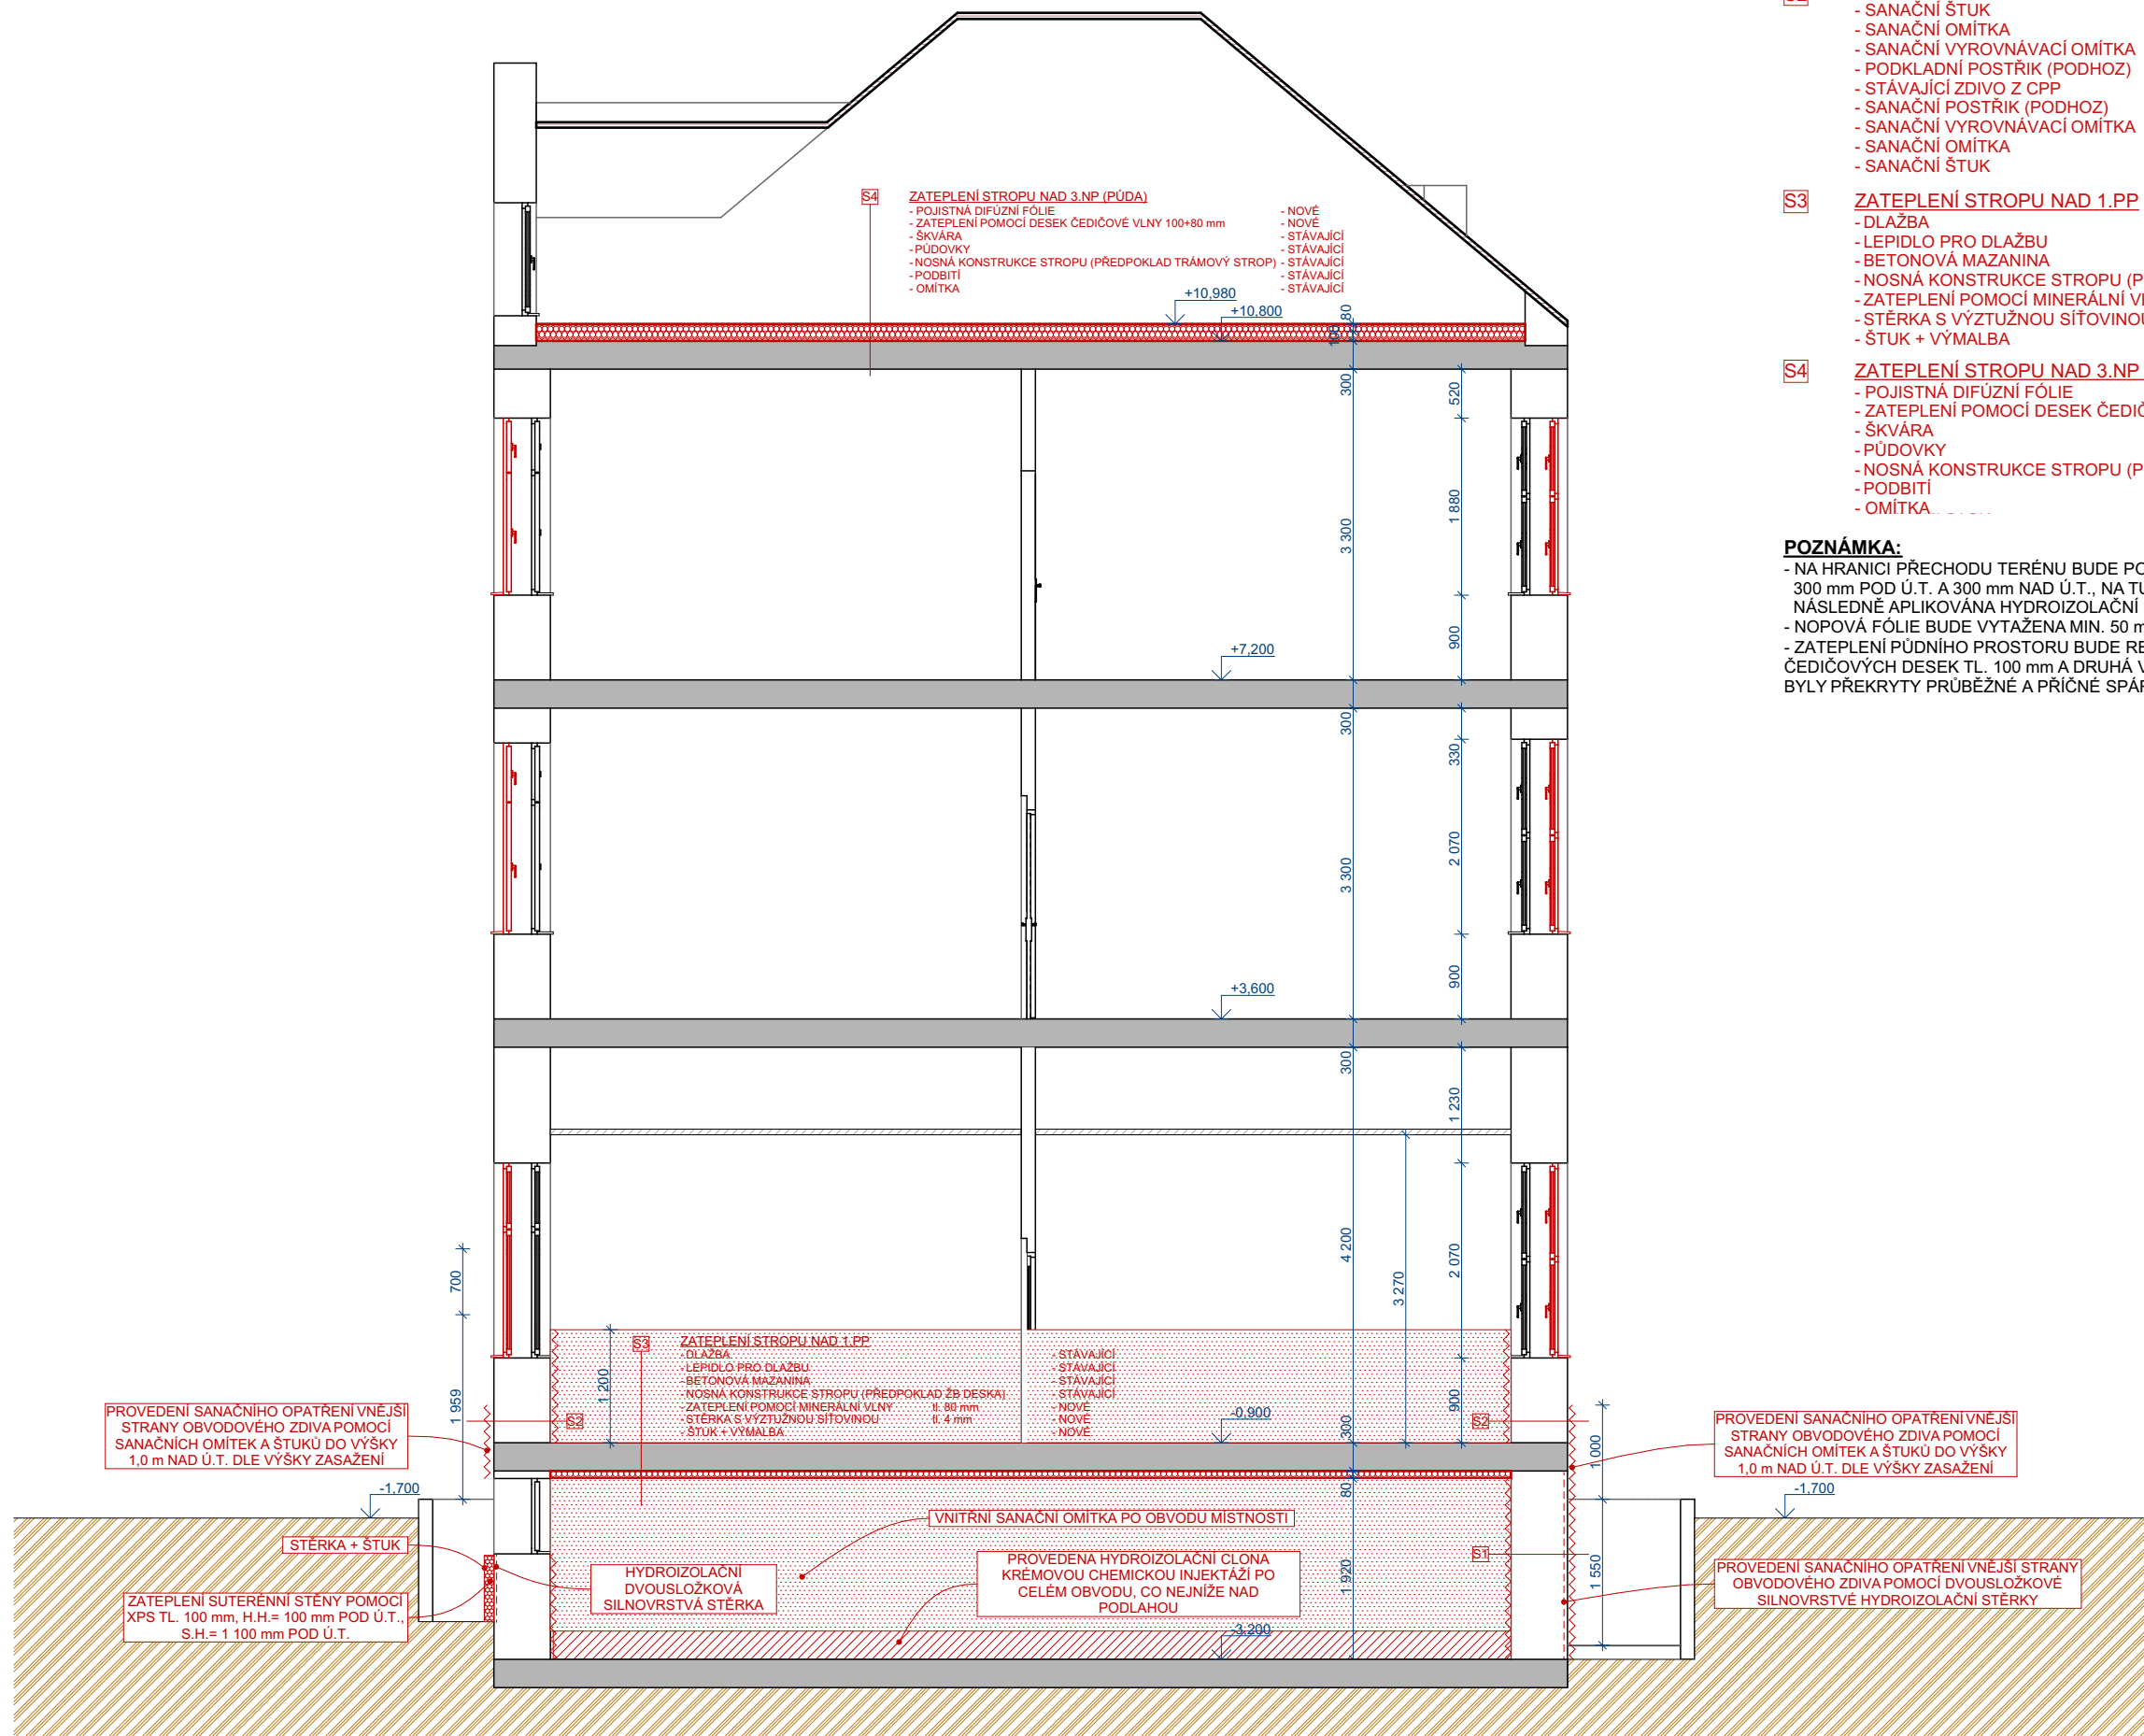 - SANAČNÍ ŠTUK
- SANAČNÍ OMÍTKA
- SANAČNÍ VYROVNÁVACÍ OMÍTKA
- PODKLADNÍ POSTŘIK (PODHOZ)
- STÁVAJÍCÍ ZDIVO Z CPP
- SANAČNÍ POSTŘIK (PODHOZ)
- SANAČNÍ VYROVNÁVACÍ OMÍTKA
- SANAČNÍ OMÍTKA
- SANAČNÍ ŠTUK
S3 ZATEPLENÍ STROPU NAD 1.PP
- DLAŽBA
- LEPIDLO PRO DLAŽBU
- BETONOVÁ MAZANINA
- NOSNÁ KONSTRUKCE STROPU (P
- ZATEPLENÍ POMOCÍ MINERÁLNÍ
- STĚRKA S VÝZTUŽNOU SÍŤOVINOU
- ŠTUK + VÝMALBA
S4 ZATEPLENÍ STROPU NAD 3.NP
- POJISTNÁ DIFÚZNÍ FÓLIE
- ZATEPLENÍ POMOCÍ DESEK
- ŠKVÁRA
- PŮDOVKY
- NOSNÁ KONSTRUKCE STROPU (P
- PODBITÍ
- OMÍTKA
POZNÁMKA:
- NA HRANICI PŘECHODU TERÉNU BUDE
300 mm POD Ú.T. A 300 mm NAD Ú.T., NA
NÁSLEDNĚ APLIKOVÁNA HYDROIZOLAČNÍ
- NOPOVÁ FÓLIE BUDE VYTAŽENA MIN. 50
- ZATEPLENÍ PŮDNÍHO PROSTORU BUDE
ČEDIČOVÝCH DESEK TL. 100 mm A DRUHÁ
BYLY PŘEKRYTY PRŮBĚŽNÉ A PŘÍČNÉ
S4 ZATEPLENÍ STROPU NAD 3.NP (PŮDA)
- POJISTNÁ DIFÚZNÍ FÓLIE - NOVÉ
- ZATEPLENÍ POMOCÍ DESEK ČEDIČOVÉ VLNY 100+80 mm - NOVÉ
- ŠKVÁRA - STÁVAJÍCÍ
- PŮDOVKY - STÁVAJÍCÍ
- NOSNÁ KONSTRUKCE STROPU (PŘEDPOKLAD TRÁMOVÝ STROP) - STÁVAJÍCÍ
- PODBITÍ - STÁVAJÍCÍ
- OMÍTKA - STÁVAJÍCÍ
+10,980
+10,800
80
100
300
520
1 880
3 300
900
+7,200
300
330
2 070
3 300
900
+3,600
300
1 230
4 200
3 270
2 070
900
700
1 959
1 200
S3 ZATEPLENÍ STROPU NAD 1.PP
- DLAŽBA - STÁVAJÍCÍ
- LEPIDLO PRO DLAŽBU - STÁVAJÍCÍ
- BETONOVÁ MAZANINA - STÁVAJÍCÍ
- NOSNÁ KONSTRUKCE STROPU (PŘEDPOKLAD ŽB DESKA) - STÁVAJÍCÍ
- ZATEPLENÍ POMOCÍ MINERÁLNÍ VLNY tl. 80 mm - NOVÉ
- STĚRKA S VÝZTUŽNOU SÍŤOVINOU tl. 4 mm - NOVÉ
- ŠTUK + VÝMALBA - NOVÉ
S2
S2
-0,900
300
PROVEDENÍ SANAČNÍHO OPATŘENÍ VNĚJŠÍ
STRANY OBVODOVÉHO ZDIVA POMOCÍ
SANAČNÍCH OMÍTEK A ŠTUKŮ DO VÝŠKY
1,0 m NAD Ú.T. DLE VÝŠKY ZASAŽENÍ
PROVEDENÍ SANAČNÍHO OPATŘENÍ VNĚJŠÍ
STRANY OBVODOVÉHO ZDIVA POMOCÍ
SANAČNÍCH OMÍTEK A ŠTUKŮ DO VÝŠKY
1,0 m NAD Ú.T. DLE VÝŠKY ZASAŽENÍ
1 000
-1,700
-1,700
80
VNITŘNÍ SANAČNÍ OMÍTKA PO OBVODU MÍSTNOSTI
STĚRKA + ŠTUK
S1
1 920
1 550
HYDROIZOLAČNÍ
DVOUSLOŽKOVÁ
SILNOVRSTVÁ STĚRKA
PROVEDENA HYDROIZOLAČNÍ CLONA
KRÉMOVOU CHEMICKOU INJEKTÁŽÍ PO
CELÉM OBVODU, CO NEJNÍŽE NAD
PODLAHOU
PROVEDENÍ SANAČNÍHO OPATŘENÍ VNĚJŠÍ STRANY
OBVODOVÉHO ZDIVA POMOCÍ DVOUSLOŽKOVÉ
SILNOVRSTVÉ HYDROIZOLAČNÍ STĚRKY
ZATEPLENÍ SUTERÉNNÍ STĚNY POMOCÍ
XPS TL. 100 mm, H.H.= 100 mm POD Ú.T.,
S.H.= 1 100 mm POD Ú.T.
-3,200